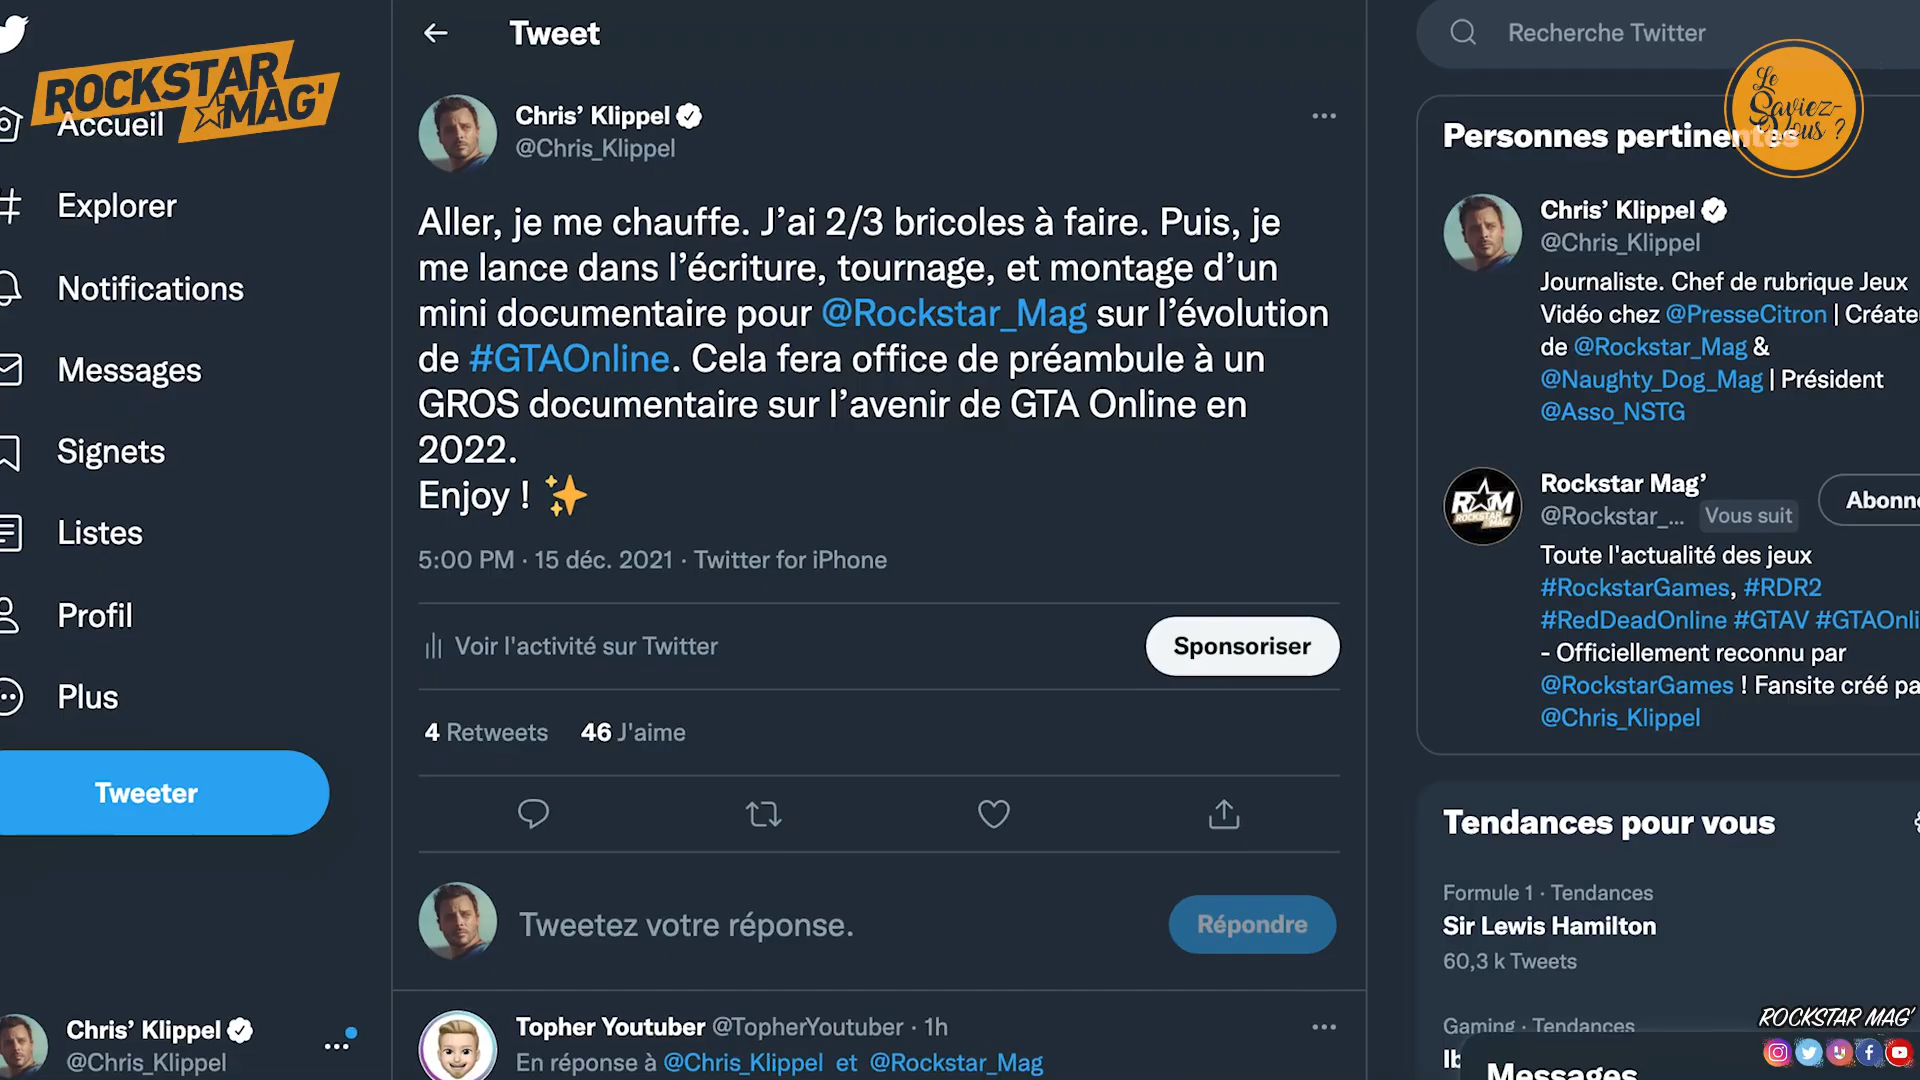 ROCKSTAR
MAG'
Accueil
Explorer
Notifications
Messages
Signets
Listes
Profil
Plus
Tweeter
Chris’ Klippel
@Chris_Klippel
Tweet
Chris’ Klippel
@Chris_Klippel
Aller, je me chauffe. J’ai 2/3 bricoles à faire. Puis, je
me lance dans l’écriture, tournage, et montage d’un
mini documentaire pour @Rockstar_Mag sur l’évolution
de #GTAOnline. Cela fera office de préambule à un
GROS documentaire sur l’avenir de GTA Online en
2022.
Enjoy ! ✨
5:00 PM · 15 déc. 2021 · Twitter for iPhone
Voir l'activité sur Twitter
Sponsoriser
4 Retweets 46 J'aime
Tweetez votre réponse.
Répondre
Topher Youtuber @TopherYoutuber · 1h
En réponse à @Chris_Klippel et @Rockstar_Mag
Recherche Twitter
Le
Saviez-
Vous ?
Personnes pertinentes
Chris’ Klippel
@Chris_Klippel
Journaliste. Chef de rubrique Jeux
Vidéo chez @PresseCitron | Créate
de @Rockstar_Mag &
@Naughty_Dog_Mag | Président
@Asso_NSTG
Rockstar Mag’
@Rockstar_... Vous suit
Abonn
RM
ROCKSTAR
MAG'
Toute l'actualité des jeux
#RockstarGames, #RDR2
#RedDeadOnline #GTAV #GTAOnli
- Officiellement reconnu par
@RockstarGames ! Fansite créé pa
@Chris_Klippel
Tendances pour vous
Formule 1 · Tendances
Sir Lewis Hamilton
60,3 k Tweets
Gaming · Tendances
Messages
ROCKSTAR MAG'